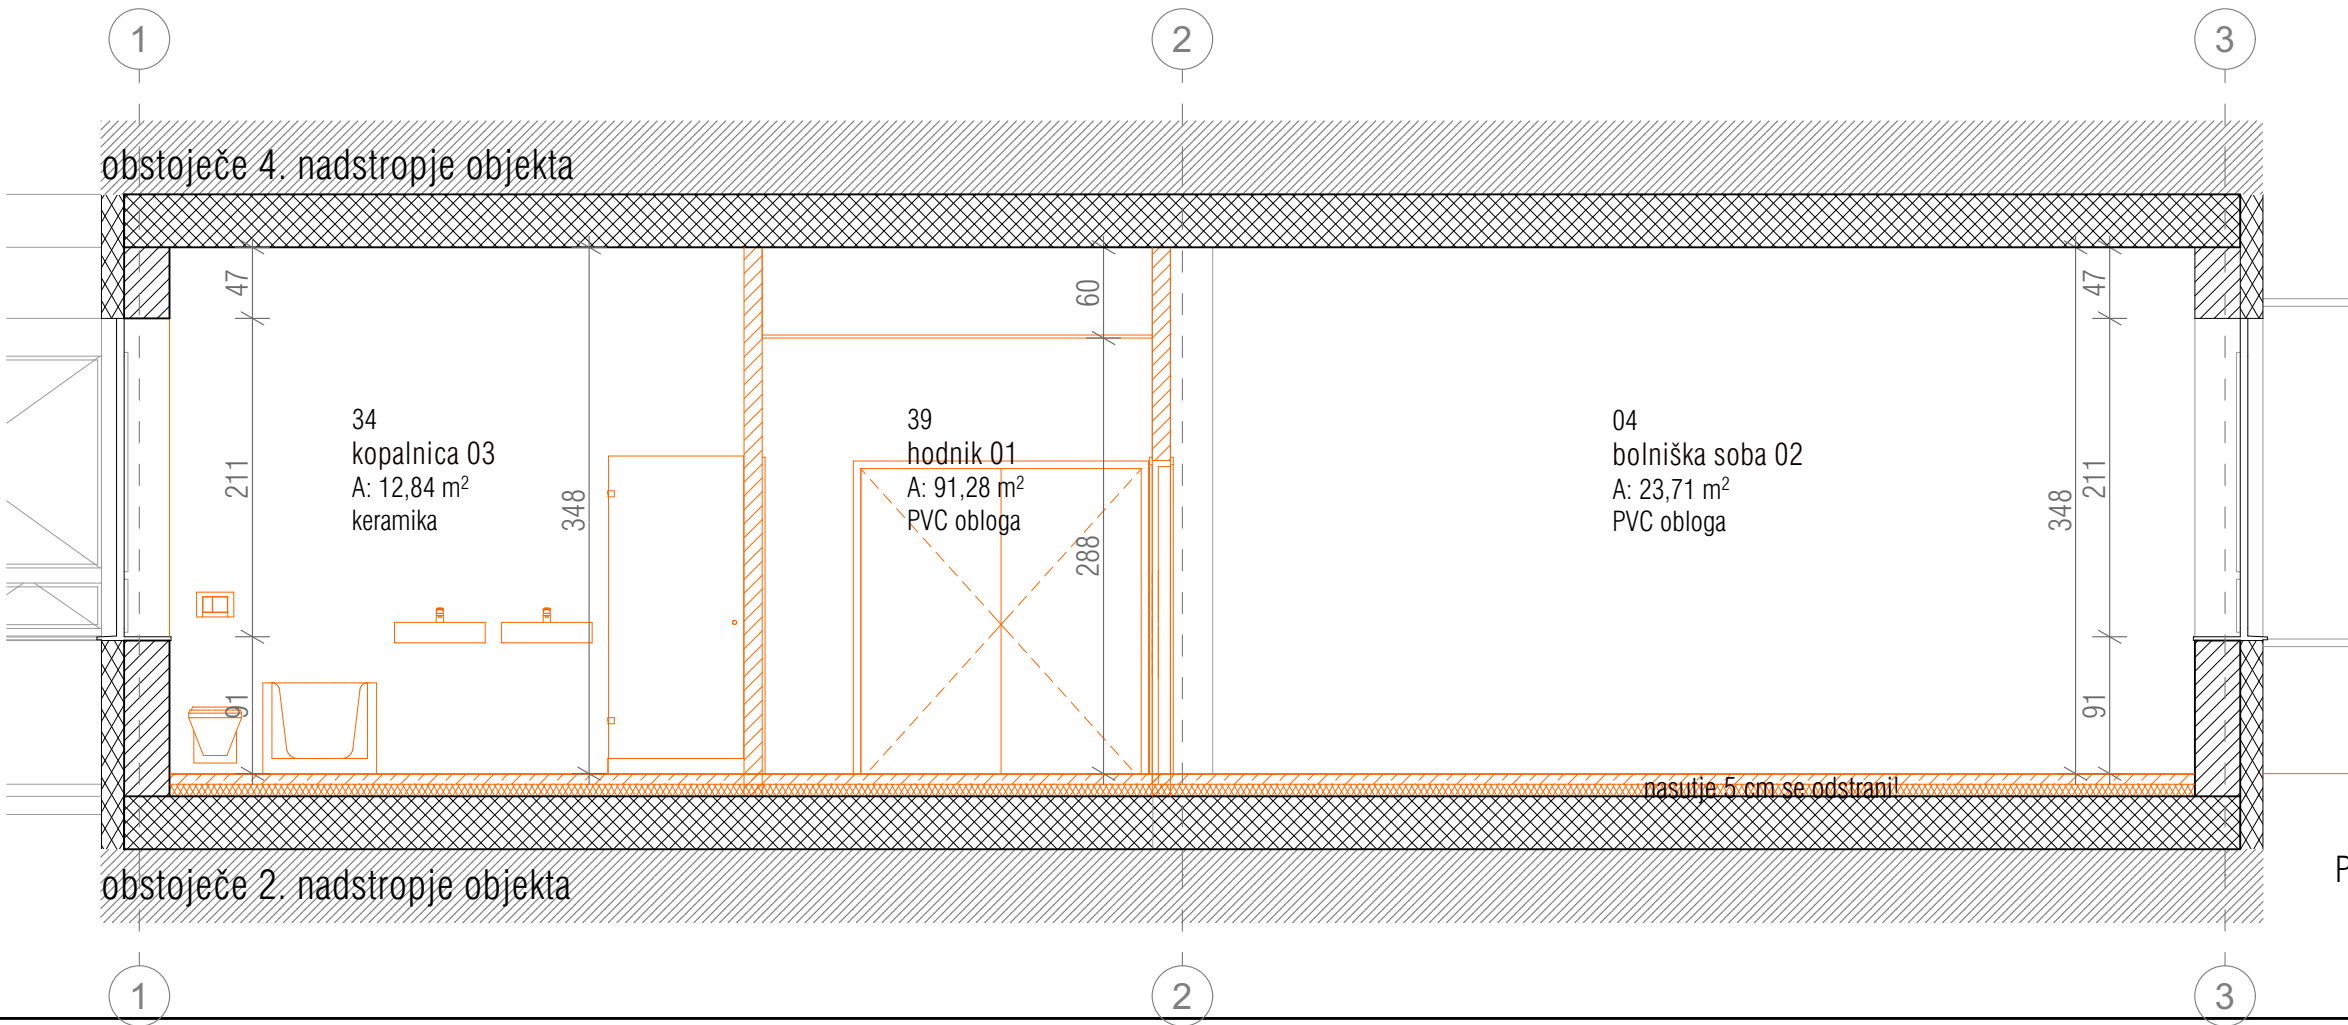 1
2
3
obstoječe 4. nadstropje objekta
47
60
47
34
kopalnica 03
A: 12,84 m²
keramika
39
hodnik 01
A: 91,28 m²
PVC obloga
04
bolniška soba 02
A: 23,71 m²
PVC obloga
211
348
288
348
211
91
91
nasutje 5 cm se odstrani!
obstoječe 2. nadstropje objekta
P
1
2
3